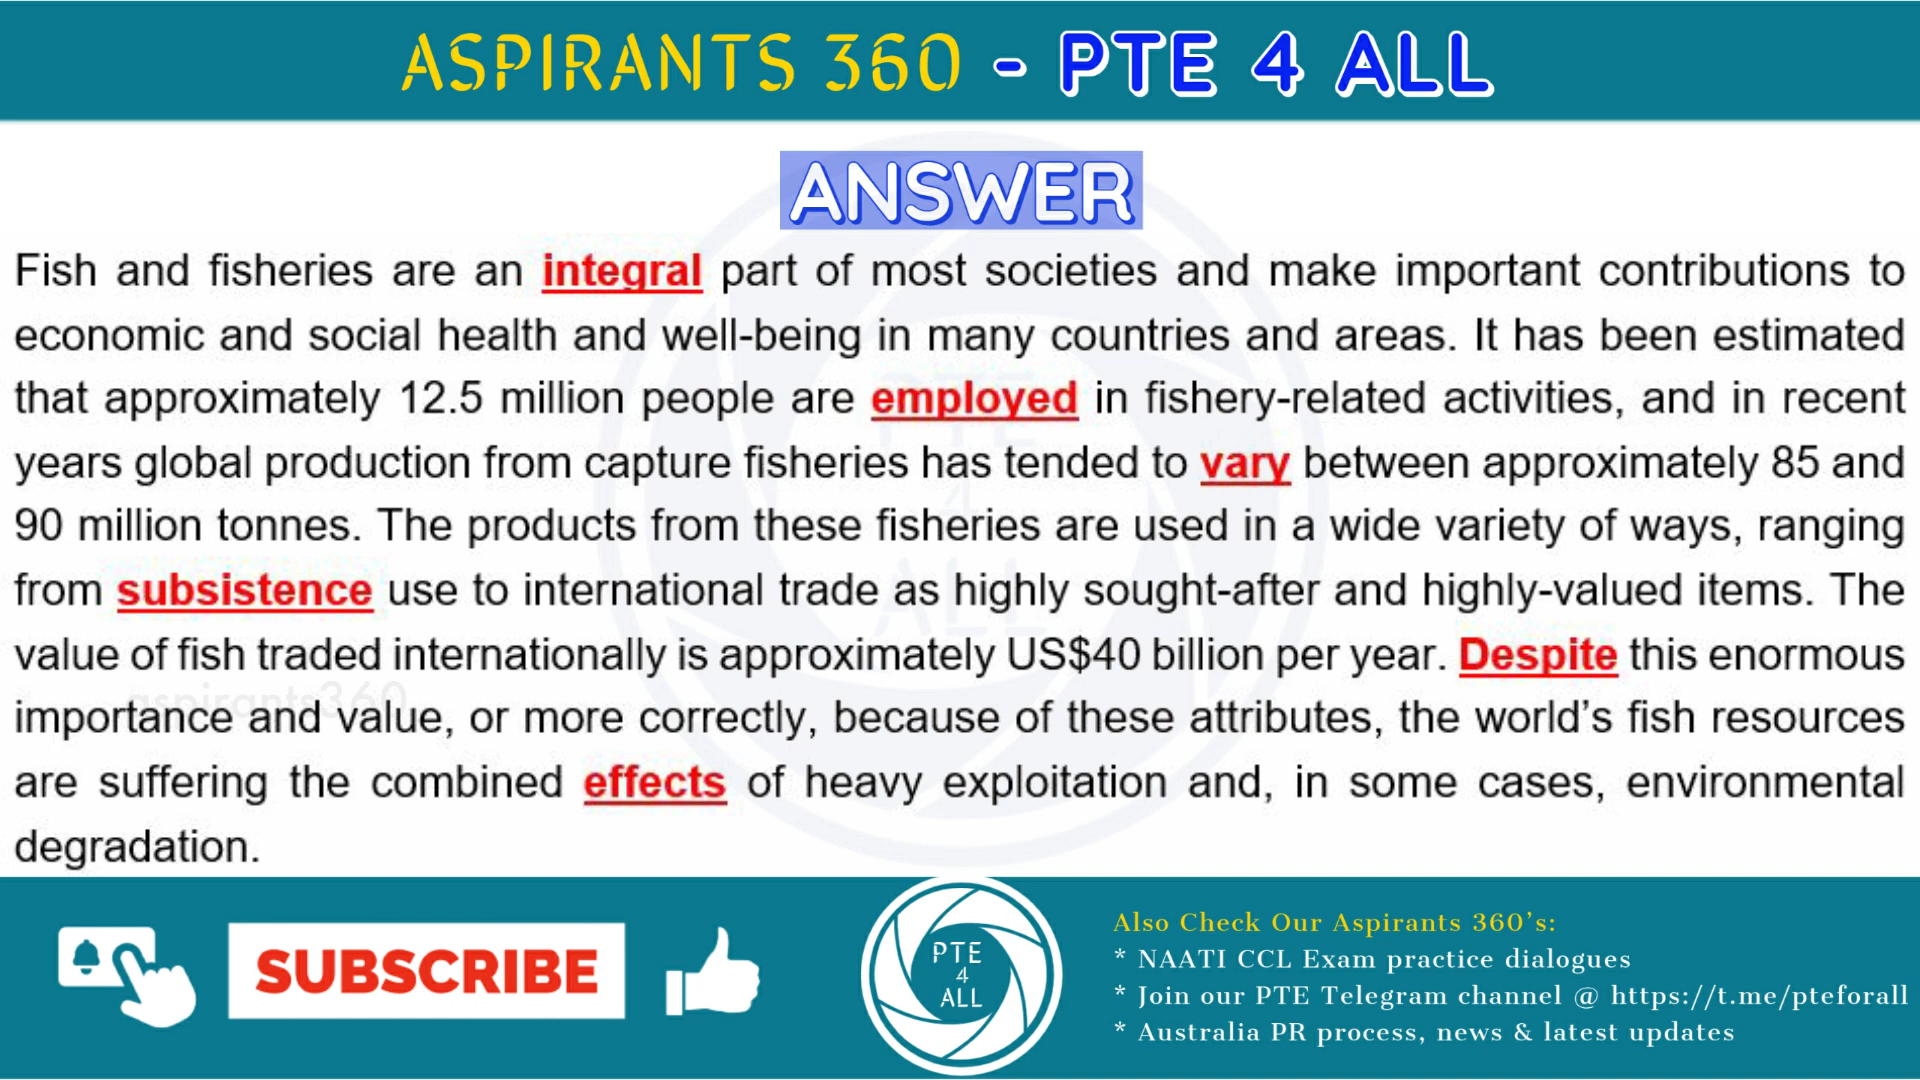 ASPIRANTS 360 - PTE 4 ALL
ANSWER
Fish and fisheries are an integral part of most societies and make important contributions to
economic and social health and well-being in many countries and areas. It has been estimated
that approximately 12.5 million people are employed in fishery-related activities, and in recent
years global production from capture fisheries has tended to vary between approximately 85 and
90 million tonnes. The products from these fisheries are used in a wide variety of ways, ranging
from subsistence use to international trade as highly sought-after and highly-valued items. The
value of fish traded internationally is approximately US$40 billion per year. Despite this enormous
aspirants360
importance and value, or more correctly, because of these attributes, the world's fish resources
are suffering the combined effects of heavy exploitation and, in some cases, environmental
degradation.
PTE
4
ALL
SUBSCRIBE
PTE
4
ALL
Also Check Our Aspirants 360's:
* NAATI CCL Exam practice dialogues
* Join our PTE Telegram channel @ https://t.me/pteforall
* Australia PR process, news & latest updates